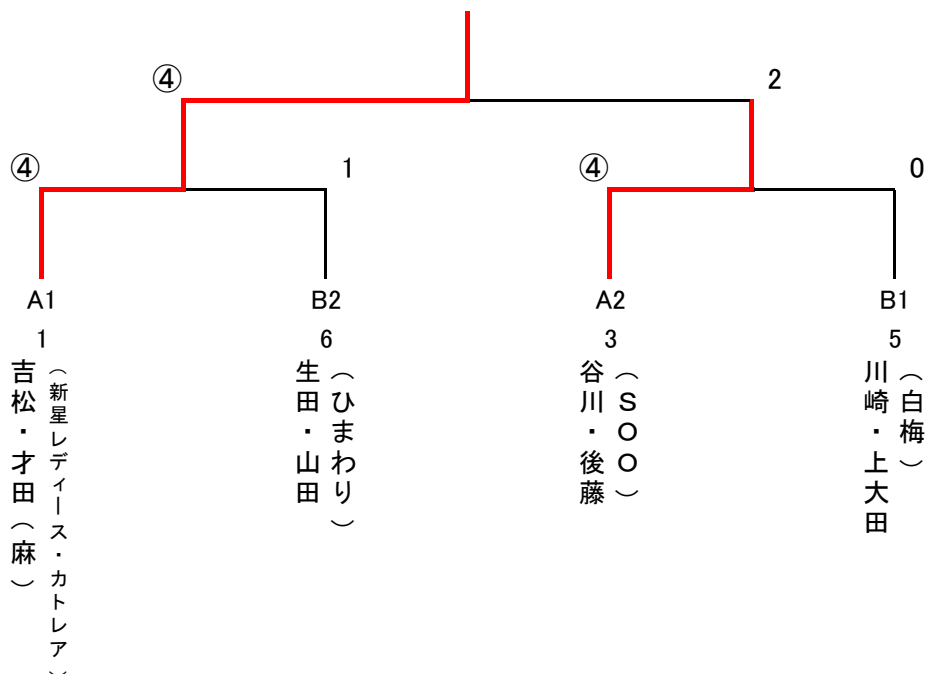 ④ 2
④ 1 ④ 0
A1 B2 A2 B1
1 6 3 5
吉松・才田（麻）
（新星レディース・カトレア）
生田・山田
（ひまわり）
谷川・後藤
（ＳＯＯ）
川崎・上大田
（白梅）